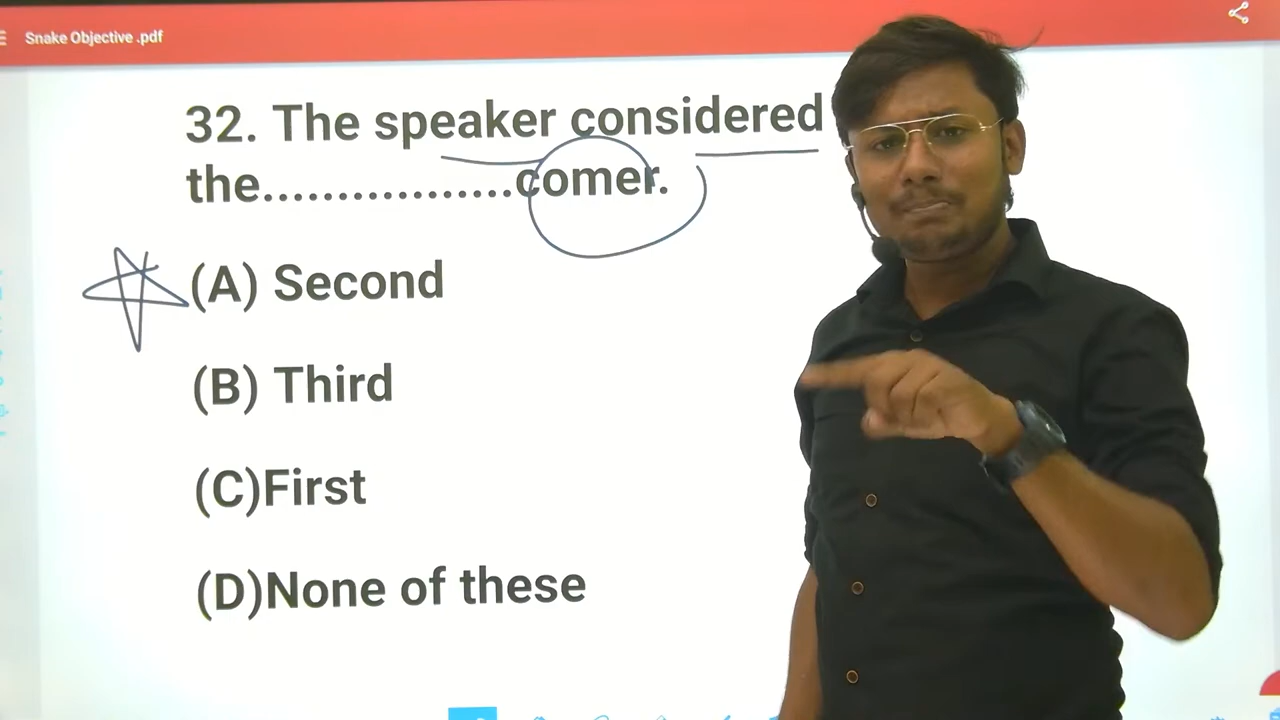 Snake Objective .pdf
32. The speaker considered
the.................comer.
(A) Second
(B) Third
(C)First
(D)None of these